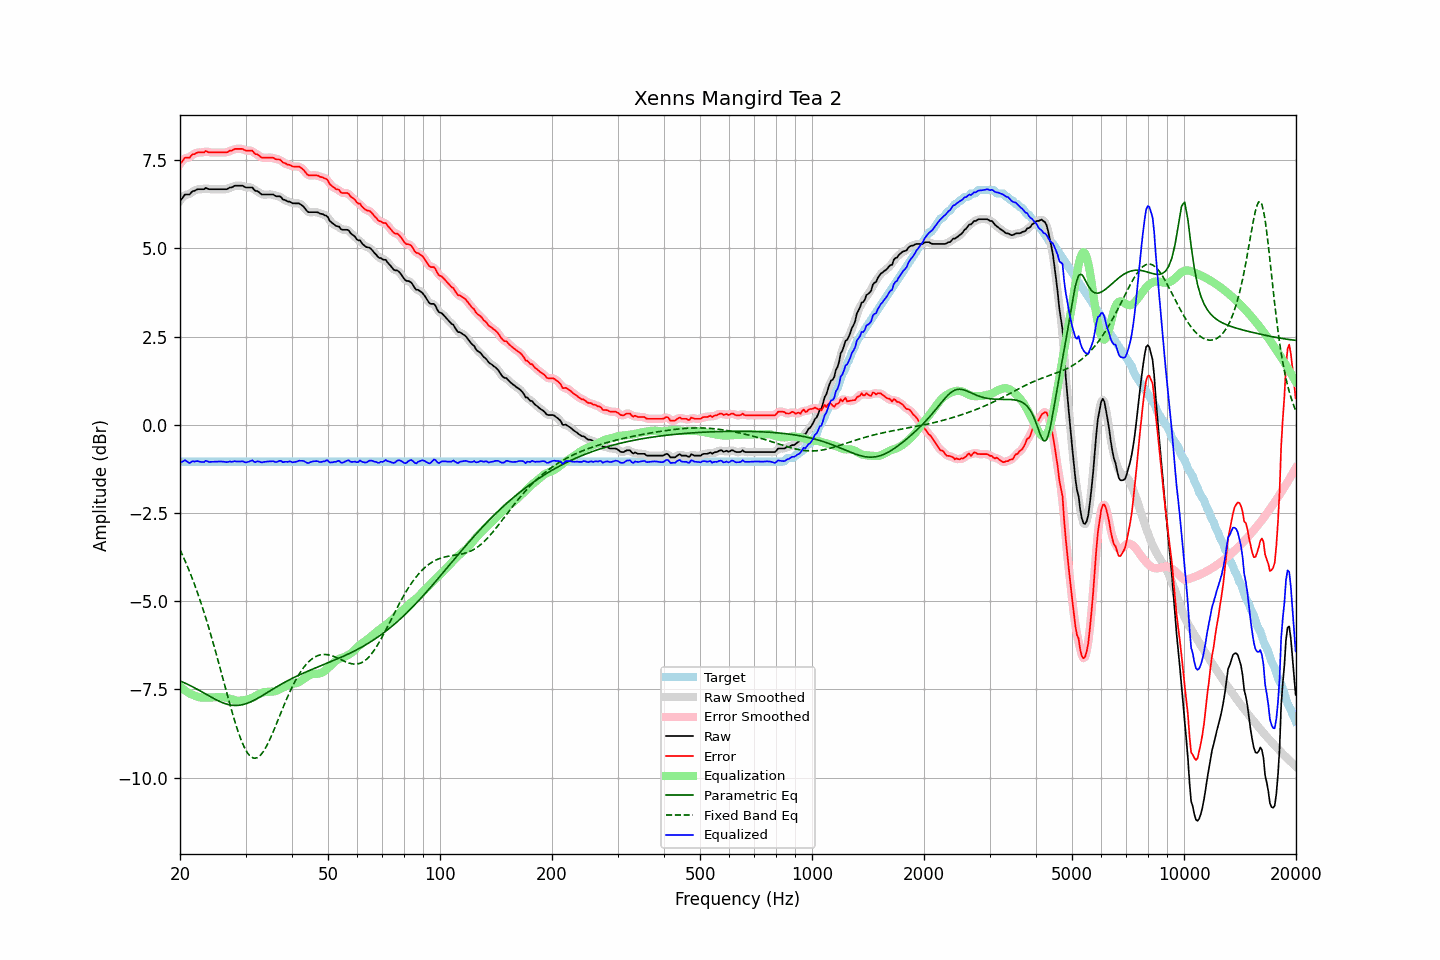 Xenns Mangird Tea 2
7.5
5.0
2.5
0.0
−2.5
−5.0
−7.5
−10.0
Amplitude (dBr)
Target
Raw Smoothed
Error Smoothed
Raw
Error
Equalization
Parametric Eq
Fixed Band Eq
Equalized
20 50 100 200 500 1000 2000 5000 10000 20000
Frequency (Hz)